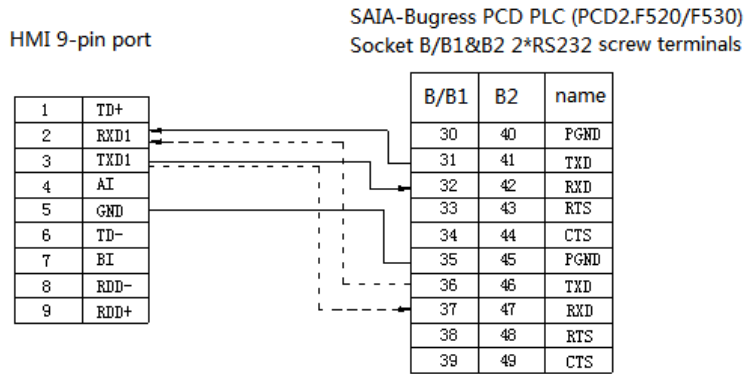 SAIA-Bugress PCD PLC (PCD2.F520/F530)
HMI 9-pin port
Socket B/B1&B2 2*RS232 screw terminals
1 TD+
2 RXD1
3 TXD1
4 AI
5 GND
6 TD-
7 BI
8 RDD-
9 RDD+
B/B1 B2 name
30 40 PGND
31 41 TXD
32 42 RXD
33 43 RTS
34 44 CTS
35 45 PGND
36 46 TXD
37 47 RXD
38 48 RTS
39 49 CTS